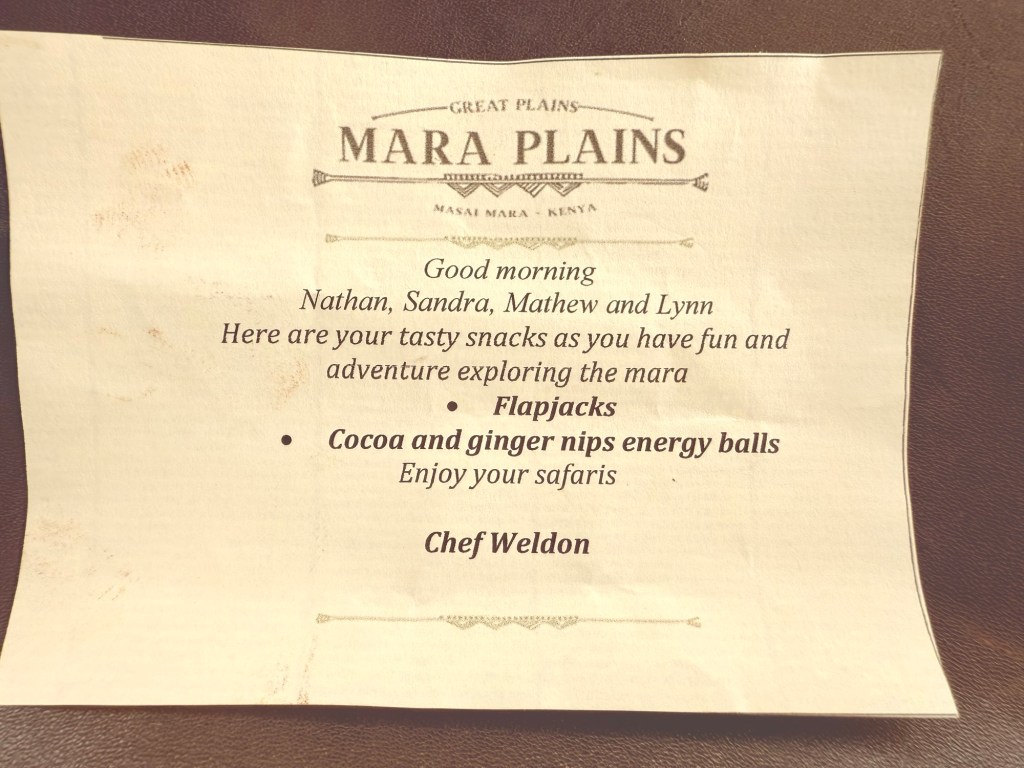 GREAT PLAINS
MARA PLAINS
MASAI MARA - KENYA
Good morning
Nathan, Sandra, Mathew and Lynn
Here are your tasty snacks as you have fun and
adventure exploring the mara
• Flapjacks
• Cocoa and ginger nips energy balls
Enjoy your safaris
Chef Weldon